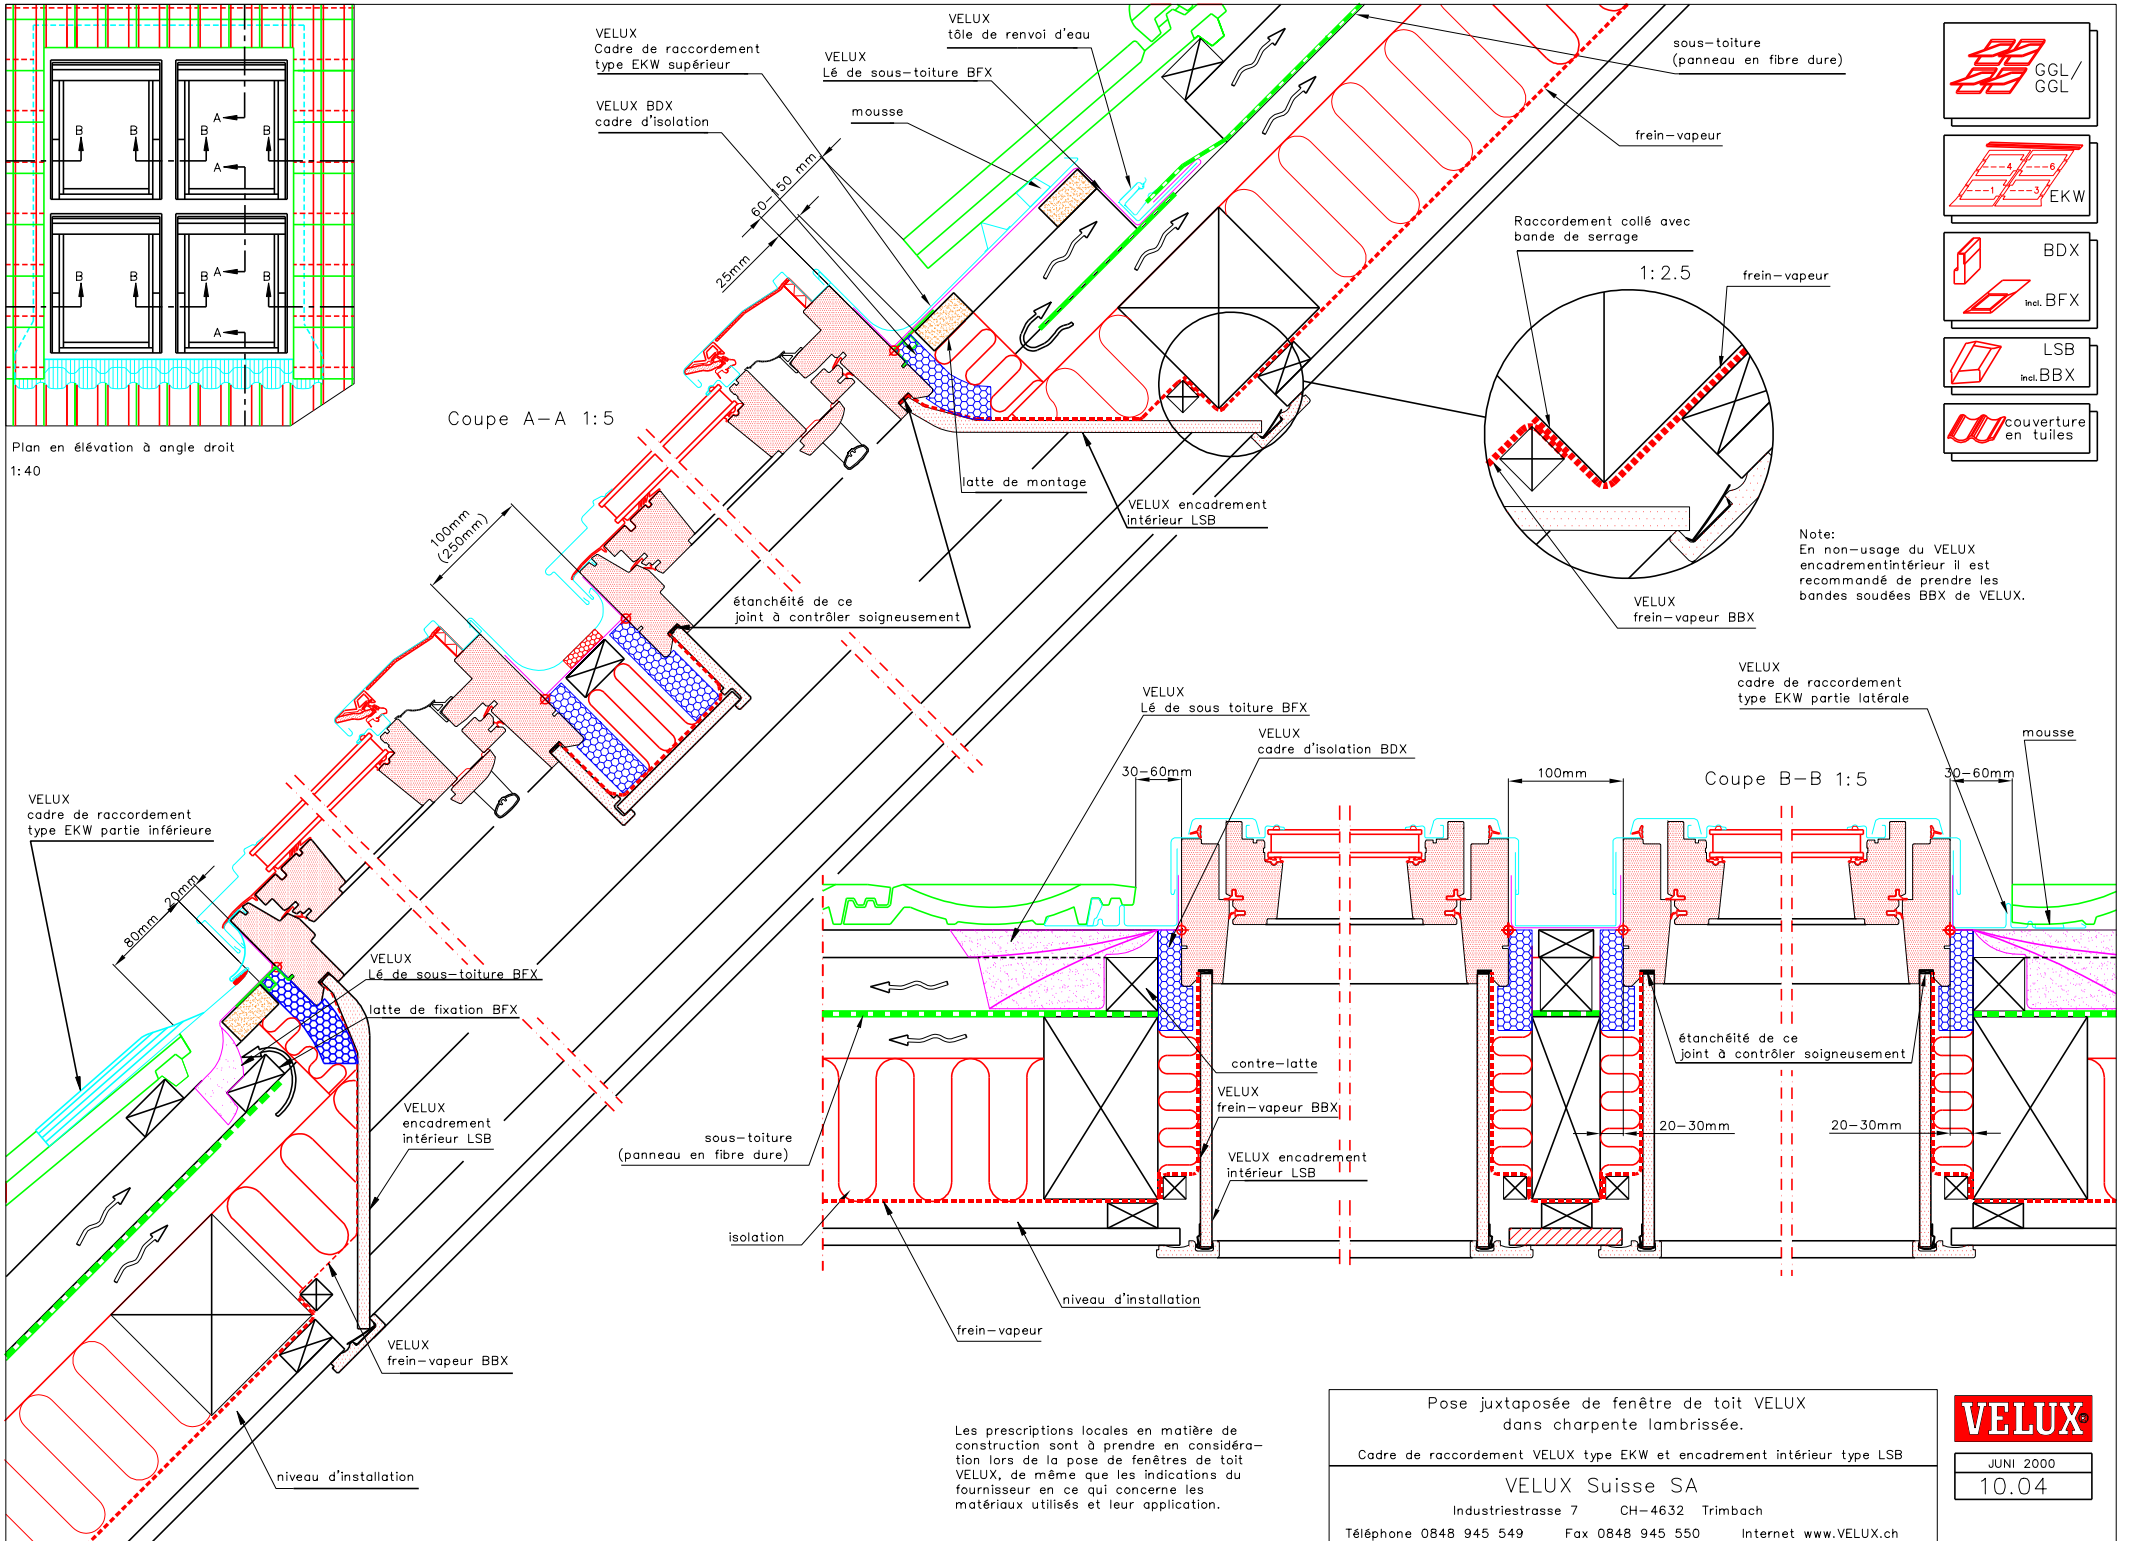 VELUX
Cadre de raccordement
type EKW supérieur
VELUX BDX
cadre d'isolation
VELUX
tôle de renvoi d'eau
VELUX
Lé de sous-toiture BFX
mousse
60-150 mm
25mm
sous-toiture
(panneau en fibre dure)
frein-vapeur
GGL/
GGL
4
6
1
3
EKW
BDX
incl. BFX
LSB
incl. BBX
couverture
en tuiles
B
B
A
B
B
A
B
B
A
B
B
A
Plan en élévation à angle droit
1:40
Coupe A-A 1:5
Raccordement collé avec
bande de serrage
1:2.5
frein-vapeur
latte de montage
VELUX encadrement
intérieur LSB
100mm
(250mm)
étanchéité de ce
joint à contrôler soigneusement
VELUX
frein-vapeur BBX
Note:
En non-usage du VELUX
encadrementintérieur il est
recommandé de prendre les
bandes soudées BBX de VELUX.
VELUX
cadre de raccordement
type EKW partie inférieure
80mm
20mm
VELUX
Lé de sous-toiture BFX
latte de fixation BFX
VELUX
encadrement
intérieur LSB
VELUX
frein-vapeur BBX
niveau d'installation
VELUX
Lé de sous toiture BFX
VELUX
cadre d'isolation BDX
VELUX
cadre de raccordement
type EKW partie latérale
mousse
30-60mm
100mm
Coupe B-B 1:5
30-60mm
contre-latte
VELUX
frein-vapeur BBX
étanchéité de ce
joint à contrôler soigneusement
20-30mm
20-30mm
sous-toiture
(panneau en fibre dure)
VELUX encadrement
intérieur LSB
isolation
niveau d'installation
frein-vapeur
Les prescriptions locales en matière de
construction sont à prendre en considéra-
tion lors de la pose de fenêtres de toit
VELUX, de même que les indications du
fournisseur en ce qui concerne les
matériaux utilisés et leur application.
Pose juxtaposée de fenêtre de toit VELUX
dans charpente lambrissée.
Cadre de raccordement VELUX type EKW et encadrement intérieur type LSB
VELUX Suisse SA
Industriestrasse 7 CH-4632 Trimbach
Téléphone 0848 945 549 Fax 0848 945 550 Internet www.VELUX.ch
VELUX®
JUNI 2000
10.04